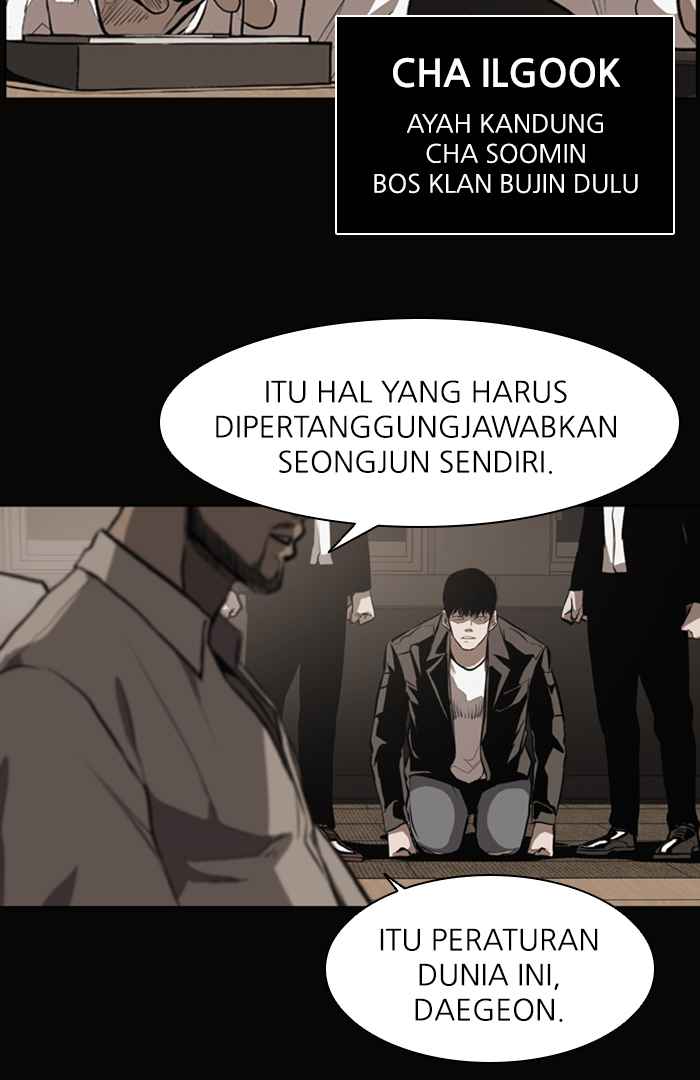 CHA ILGOOK
AYAH KANDUNG
CHA SOOMIN
BOS KLAN BUJIN DULU
ITU HAL YANG HARUS
DIPERTANGGUNGJAWABKAN
SEONGJUN SENDIRI.
ITU PERATURAN
DUNIA INI,
DAEGEON.